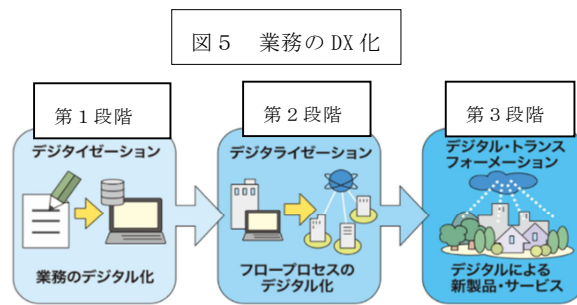 図５　業務のDX化
第１段階
デジタイゼーション
業務のデジタル化
第２段階
デジタライゼーション
フロープロセスの
デジタル化
第３段階
デジタル・トランス
フォーメーション
デジタルによる
新製品・サービス